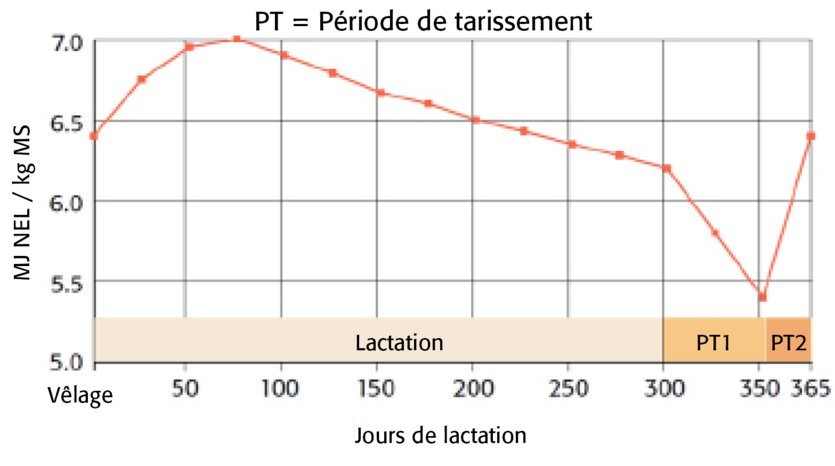 PT = Période de tarissement
7.0
6.5
6.0
5.5
5.0
MJ NEL / kg MS
Lactation
PT1
PT2
Vêlage
50
100
150
200
250
300
350
365
Jours de lactation